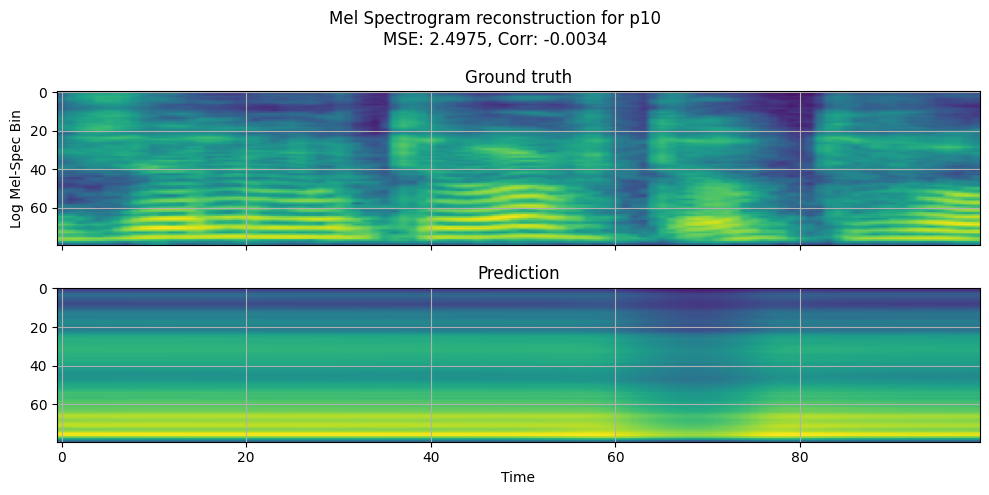 Mel Spectrogram reconstruction for p10
MSE: 2.4975, Corr: -0.0034
Ground truth
Log Mel-Spec Bin
0
20
40
60
Prediction
0
20
40
60
0 20 40 60 80
Time